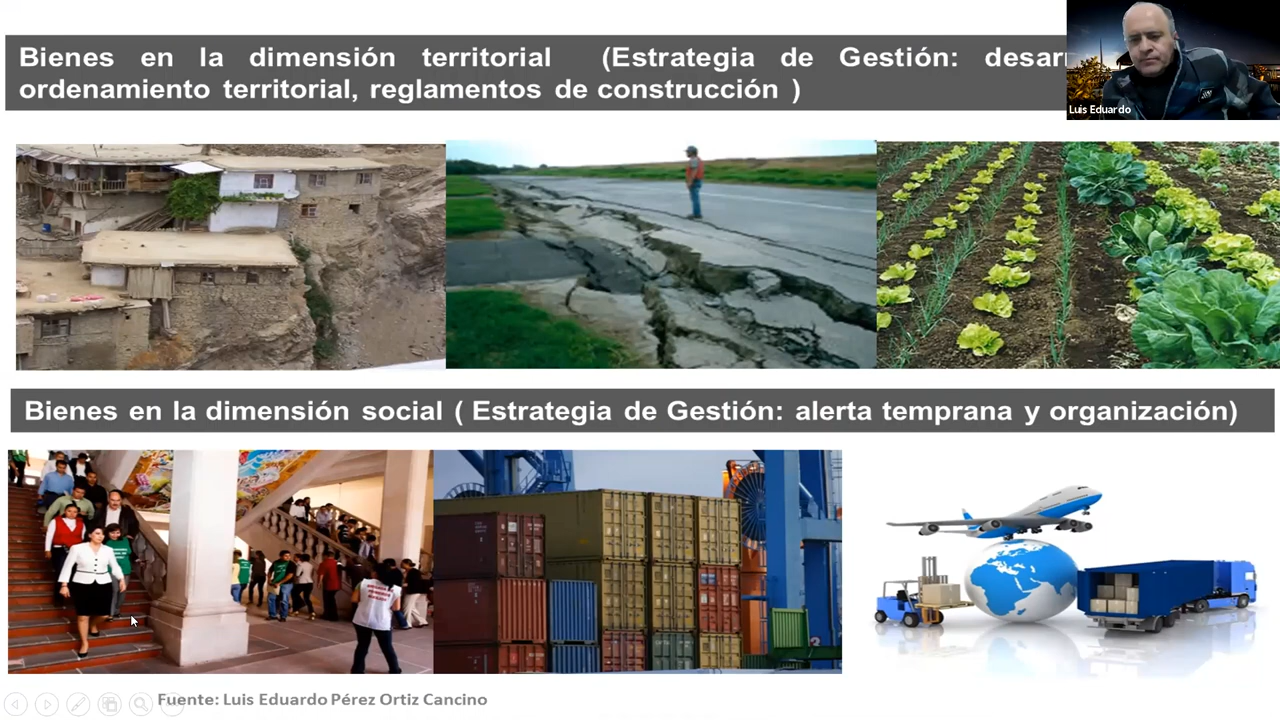 Bienes en la dimensión territorial (Estrategia de Gestión:
ordenamiento territorial, reglamentos de construcción )
Luis Eduardo
Bienes en la dimensión social ( Estrategia de Gestión: alerta temprana y organización)
Fuente: Luis Eduardo Pérez Ortiz Cancino